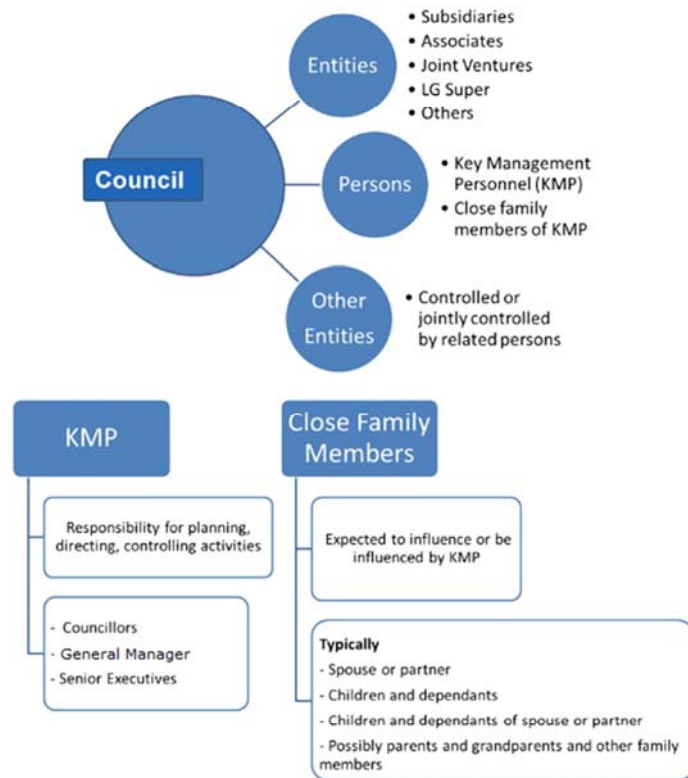 • Subsidiaries
• Associates
• Joint Ventures
• LG Super
• Others
Entities
Council
Persons
• Key Management
Personnel (KMP)
• Close family
members of KMP
Other
Entities
• Controlled or
jointly controlled
by related persons
KMP
Responsibility for planning,
directing, controlling activities
- Councillors
- General Manager
- Senior Executives
Close Family
Members
Expected to influence or be
influenced by KMP
Typically
- Spouse or partner
- Children and dependants
- Children and dependants of spouse or partner
- Possibly parents and grandparents and other family
members